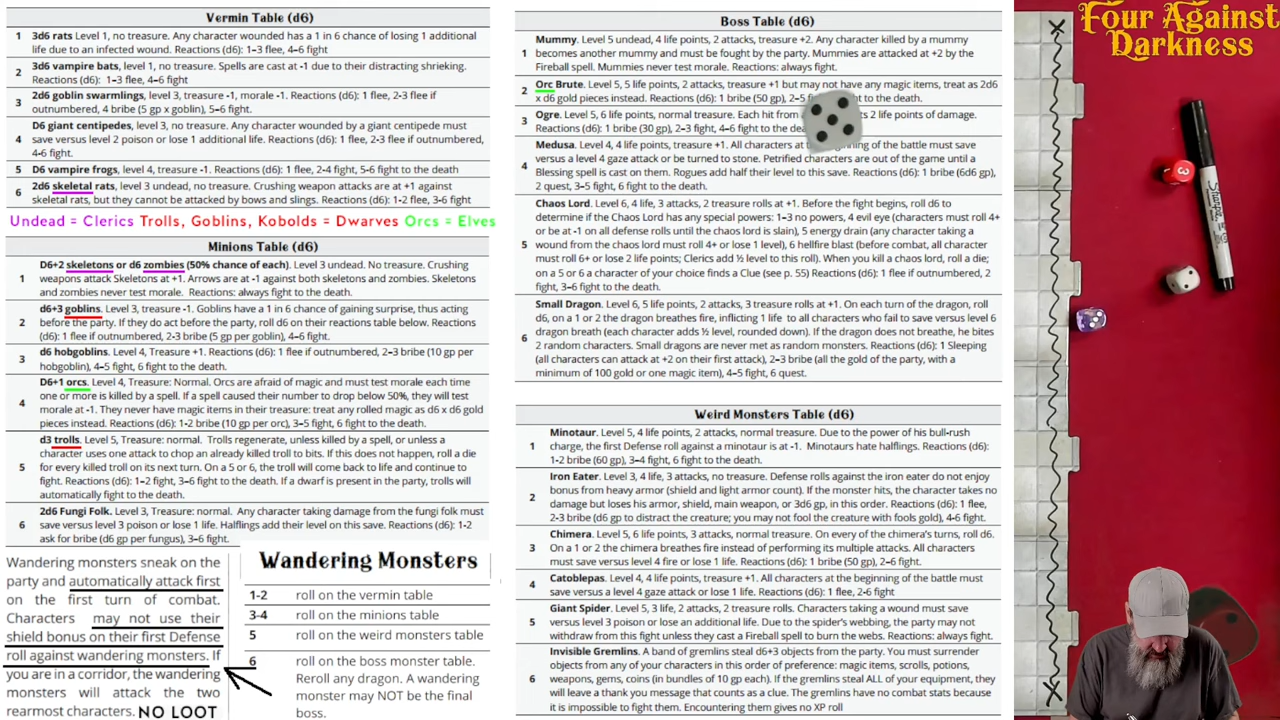 Vermin Table (d6)
1 3d6 rats Level 1, no treasure. Any character wounded has a 1 in 6 chance of losing 1 additional
life due to an infected wound. Reactions (d6): 1–3 flee, 4–6 fight
2 3d6 vampire bats, level 1, no treasure. Spells are cast at -1 due to their distracting shrieking.
Reactions (d6): 1–3 flee, 4–6 fight
3 2d6 goblin swarmlings, level 3, treasure -1, morale -1. Reactions (d6): 1 flee, 2-3 flee if
outnumbered, 4 bribe (5 gp x goblin), 5–6 fight.
4 D6 giant centipedes, level 3, no treasure. Any character wounded by a giant centipede must
save versus level 2 poison or lose 1 additional life. Reactions (d6): 1 flee, 2-3 flee if outnumbered,
4–6 fight.
5 D6 vampire frogs, level 4, treasure -1. Reactions (d6): 1 flee, 2-4 fight, 5-6 fight to the death
6 2d6 skeletal rats, level 3 undead, no treasure. Crushing weapon attacks are at +1 against
skeletal rats, but they cannot be attacked by bows and slings. Reactions (d6): 1-2 flee, 3-6 fight
Undead = Clerics Trolls, Goblins, Kobolds = Dwarves Orcs = Elves
Minions Table (d6)
1 D6+2 skeletons or d6 zombies (50% chance of each). Level 3 undead. No treasure. Crushing
weapons attack Skeletons at +1. Arrows are at -1 against both skeletons and zombies. Skeletons
and zombies never test morale. Reactions: always fight to the death.
2 d6+3 goblins. Level 3, treasure -1. Goblins have a 1 in 6 chance of gaining surprise, thus acting
before the party. If they do act before the party, roll d6 on their reactions table below. Reactions
(d6): 1 flee if outnumbered, 2-3 bribe (5 gp per goblin), 4–6 fight.
3 d6 hobgoblins. Level 4, Treasure +1. Reactions (d6): 1 flee if outnumbered, 2–3 bribe (10 gp per
hobgoblin), 4–5 fight, 6 fight to the death.
4 D6+1 orcs. Level 4, Treasure: Normal. Orcs are afraid of magic and must test morale each time
one or more is killed by a spell. If a spell caused their number to drop below 50%, they will test
morale at -1. They never have magic items in their treasure: treat any rolled magic as d6 x d6 gold
pieces instead. Reactions (d6): 1-2 bribe (10 gp per orc), 3–5 fight, 6 fight to the death.
5 d3 trolls. Level 5, Treasure: normal. Trolls regenerate, unless killed by a spell, or unless a
character uses one attack to chop an already killed troll to bits. If this does not happen, roll a die
for every killed troll on its next turn. On a 5 or 6, the troll will come back to life and continue to
fight. Reactions (d6): 1–2 fight, 3–6 fight to the death. If a dwarf is present in the party, trolls will
automatically fight to the death.
6 2d6 Fungi Folk. Level 3, Treasure: normal. Any character taking damage from the fungi folk must
save versus level 3 poison or lose 1 life. Halflings add their level on this save. Reactions (d6): 1-2
ask for bribe (d6 gp per fungus), 3–6 fight.
Wandering monsters sneak on the
party and automatically attack first
on the first turn of combat.
Characters may not use their
shield bonus on their first Defense
roll against wandering monsters. If
you are in a corridor, the wandering
monsters will attack the two
rearmost characters. NO LOOT
Wandering Monsters
1-2 roll on the vermin table
3-4 roll on the minions table
5 roll on the weird monsters table
6 roll on the boss monster table.
Reroll any dragon. A wandering
monster may NOT be the final
boss.
Boss Table (d6)
1 Mummy. Level 5 undead, 4 life points, 2 attacks, treasure +2. Any character killed by a mummy
becomes another mummy and must be fought by the party. Mummies are attacked at +2 by the
Fireball spell. Mummies never test morale. Reactions: always fight.
2 Orc Brute. Level 5, 5 life points, 2 attacks, treasure +1 but may not have any magic items, treat as 2d6
x d6 gold pieces instead. Reactions (d6): 1 bribe (50 gp), 2–5 to the death.
3 Ogre. Level 5, 6 life points, normal treasure. Each hit from 2 life points of damage.
Reactions (d6): 1 bribe (30 gp), 2–3 fight, 4–6 fight to the
4 Medusa. Level 4, 4 life points, treasure +1. All characters at of the battle must save
versus a level 4 gaze attack or be turned to stone. Petrified characters are out of the game until a
Blessing spell is cast on them. Rogues add half their level to this save. Reactions (d6): 1 bribe (6d6 gp),
2 quest, 3–5 fight, 6 fight to the death.
5 Chaos Lord. Level 6, 4 life, 3 attacks, 2 treasure rolls at +1. Before the fight begins, roll d6 to
determine if the Chaos Lord has any special powers: 1–3 no powers, 4 evil eye (characters must roll 4+
or be at -1 on all defense rolls until the chaos lord is slain), 5 energy drain (any character taking a
wound from the chaos lord must roll 4+ or lose 1 level), 6 hellfire blast (before combat, all character
must roll 6+ or lose 2 life points; Clerics add ½ level to this roll). When you kill a chaos lord, roll a die;
on a 5 or 6 a character of your choice finds a Clue (see p. 55) Reactions (d6): 1 flee if outnumbered, 2
fight, 3–6 fight to the death.
6 Small Dragon. Level 6, 5 life points, 2 attacks, 3 treasure rolls at +1. On each turn of the dragon, roll
d6, on a 1 or 2 the dragon breathes fire, inflicting 1 life to all characters who fail to save versus level 6
dragon breath (each character adds ½ level, rounded down). If the dragon does not breathe, he bites
2 random characters. Small dragons are never met as random monsters. Reactions (d6): 1 Sleeping
(all characters can attack at +2 on their first attack), 2–3 bribe (all the gold of the party, with a
minimum of 100 gold or one magic item), 4–5 fight, 6 quest.
Weird Monsters Table (d6)
1 Minotaur. Level 5, 4 life points, 2 attacks, normal treasure. Due to the power of his bull-rush
charge, the first Defense roll against a minotaur is at -1. Minotaurs hate halflings. Reactions (d6):
1-2 bribe (60 gp), 3–4 fight, 6 fight to the death.
2 Iron Eater. Level 3, 4 life, 3 attacks, no treasure. Defense rolls against the iron eater do not enjoy
bonus from heavy armor (shield and light armor count). If the monster hits, the character takes no
damage but loses his armor, shield, main weapon, or 3d6 gp, in this order. Reactions (d6): 1 flee,
2–3 bribe (d6 gp to distract the creature; you may not fool the creature with fools gold), 4-6 fight.
3 Chimera. Level 5, 6 life points, 3 attacks, normal treasure. On every of the chimera's turns, roll d6.
On a 1 or 2 the chimera breathes fire instead of performing its multiple attacks. All characters
must save versus level 4 fire or lose 1 life. Reactions (d6): 1 bribe (50 gp), 2–6 fight.
4 Catoblepas. Level 4, 4 life points, treasure +1. All characters at the beginning of the battle must
save versus a level 4 gaze attack or lose 1 life. Reactions (d6): 1 flee, 2-6 fight
5 Giant Spider. Level 5, 3 life, 2 attacks, 2 treasure rolls. Characters taking a wound must save
versus level 3 poison or lose an additional life. Due to the spider's webbing, the party may not
withdraw from this fight unless they cast a Fireball spell to burn the webs. Reactions: always fight.
6 Invisible Gremlins. A band of gremlins steal d6+3 objects from the party. You must surrender
objects from any of your characters in this order of preference: magic items, scrolls, potions,
weapons, gems, coins (in bundles of 10 gp each). If the gremlins steal ALL of your equipment, they
will leave a thank you message that counts as a clue. The gremlins have no combat stats because
it is impossible to fight them. Encountering them gives no XP roll
Four Against
Darkness